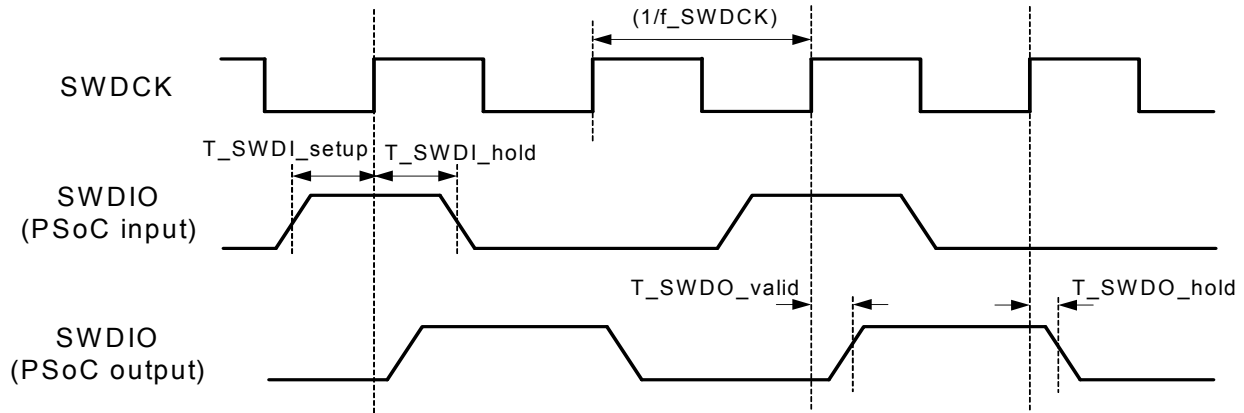 (1/f_SWDCK)
SWDCK
T_SWDI_setup T_SWDI_hold
SWDIO
(PSoC input)
T_SWDO_valid T_SWDO_hold
SWDIO
(PSoC output)